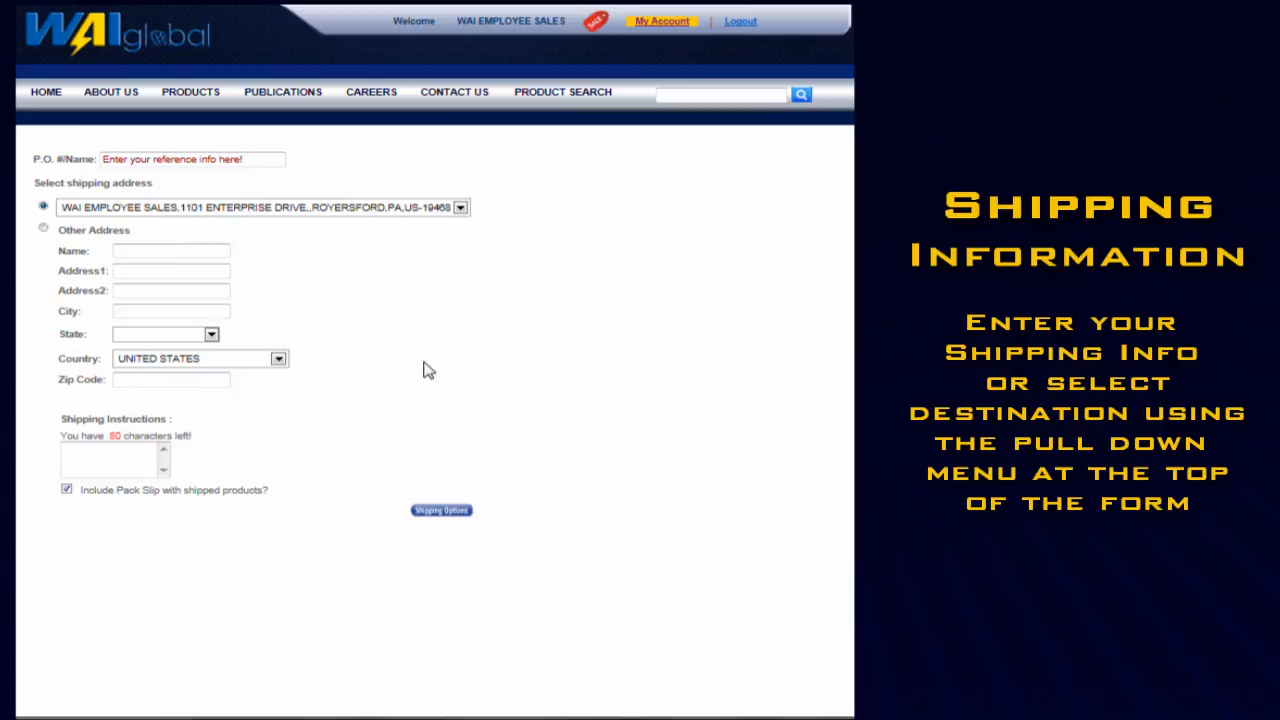 WAIglobal
Welcome WAI EMPLOYEE SALES SALE My Account | Logout
HOME ABOUT US PRODUCTS PUBLICATIONS CAREERS CONTACT US PRODUCT SEARCH
P.O. #/Name: Enter your reference info here!
Select shipping address
WAI EMPLOYEE SALES,1101 ENTERPRISE DRIVE,,ROYERSFORD,PA,US-19468
Other Address
Name:
Address1:
Address2:
City:
State:
Country: UNITED STATES
Zip Code:
Shipping Instructions :
You have 80 characters left!
Include Pack Slip with shipped products?
Shipping Options
Shipping
Information
Enter your
Shipping Info
or select
destination using
the pull down
menu at the top
of the form